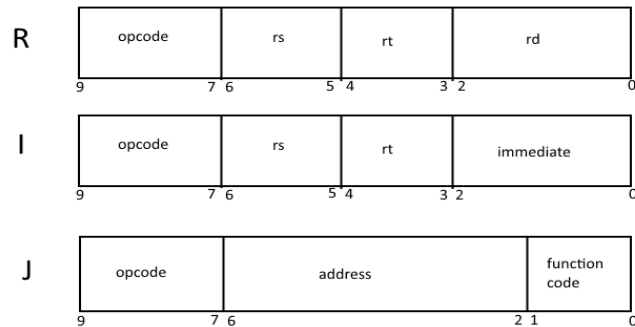 R
opcode rs rt rd
9 7 6 5 4 3 2 0
I
opcode rs rt immediate
9 7 6 5 4 3 2 0
J
opcode address function
code
9 7 6 2 1 0